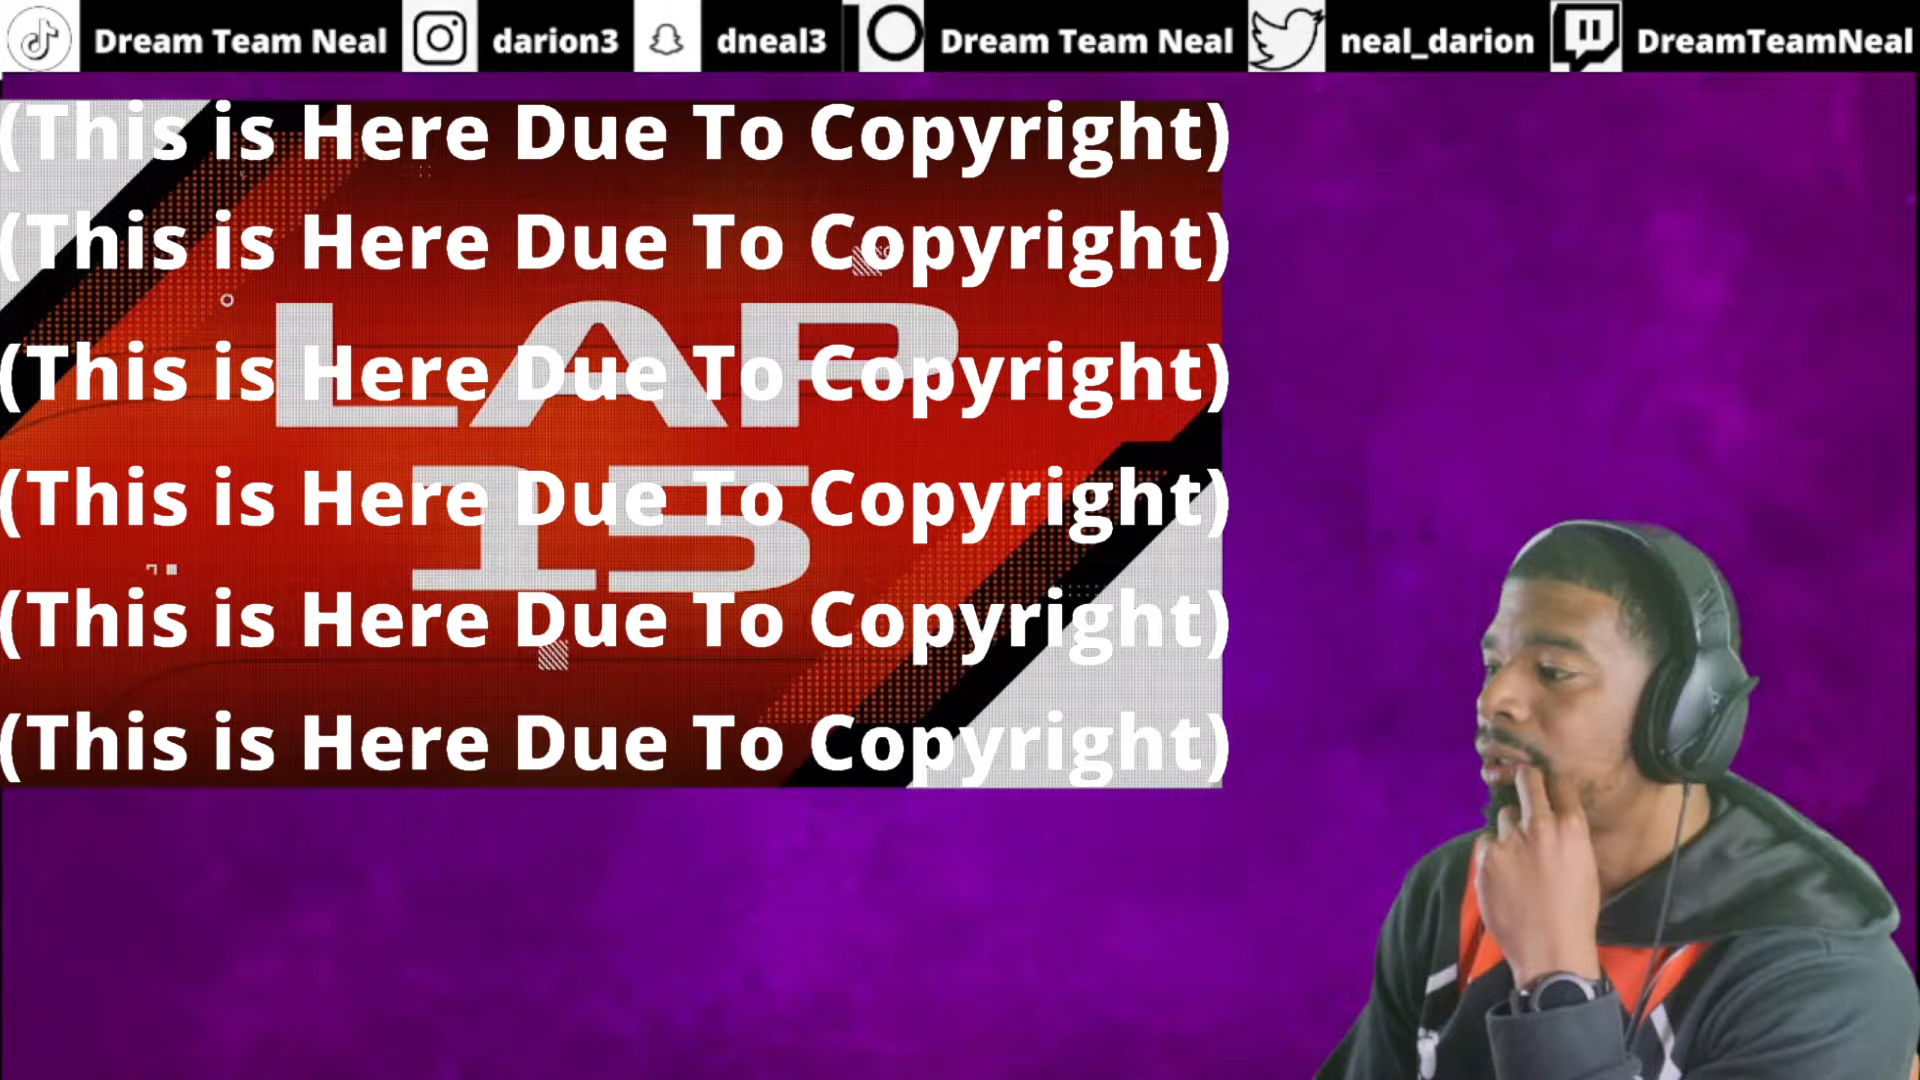 Dream Team Neal darion3 dneal3 Dream Team Neal neal_darion DreamTeamNeal
(This is Here Due To Copyright)
(This is Here Due To Copyright)
LAP
(This is Here Due To Copyright)
15
(This is Here Due To Copyright)
(This is Here Due To Copyright)
(This is Here Due To Copyright)